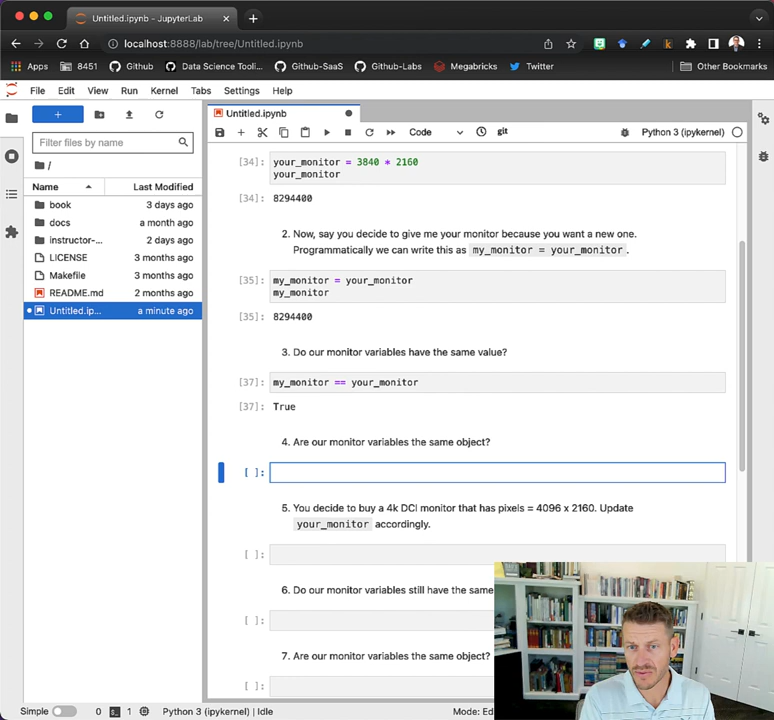 Untitled.ipynb - JupyterLab
localhost:8888/lab/tree/Untitled.ipynb
Apps 8451 Github Data Science Tooli... Github-SaaS Github-Labs Megabricks Twitter Other Bookmarks
File Edit View Run Kernel Tabs Settings Help
Untitled.ipynb
Filter files by name
Code git Python 3 (ipykernel)
/
Name Last Modified
book 3 days ago
docs a month ago
instructor-... 2 days ago
LICENSE 3 months ago
Makefile 3 months ago
README.md 2 months ago
Untitled.ip... a minute ago
[34]: your_monitor = 3840 * 2160
your_monitor
[34]: 8294400
2. Now, say you decide to give me your monitor because you want a new one.
Programmatically we can write this as my_monitor = your_monitor .
[35]: my_monitor = your_monitor
my_monitor
[35]: 8294400
3. Do our monitor variables have the same value?
[37]: my_monitor == your_monitor
[37]: True
4. Are our monitor variables the same object?
[ ]:
5. You decide to buy a 4k DCI monitor that has pixels = 4096 x 2160. Update
your_monitor accordingly.
[ ]:
6. Do our monitor variables still have the same
[ ]:
7. Are our monitor variables the same object?
[ ]:
Simple 0 1 Python 3 (ipykernel) | Idle Mode: Ed